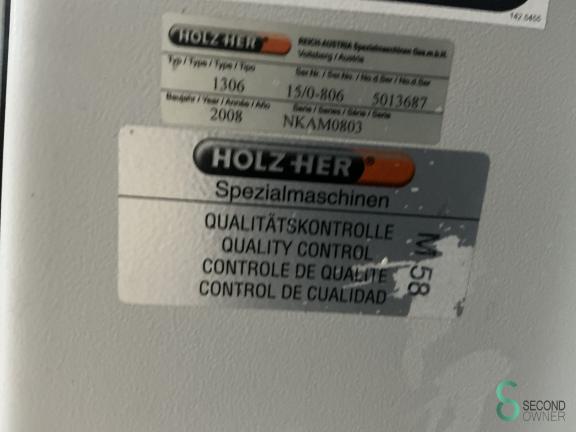 142 5455
HOLZ-HER® REICH-AUSTRIA Spezialmaschinen Ges.m.b.H.
Voitsberg / Austria
Typ / Type / Type / Tipo Ser.Nr. / Ser.No. / No.d.Ser / No.d.Ser
1306 15/0-806 5013687
Baujahr / Year / Année / Año Serie / Series / Série / Serie
2008 NKAM0803
HOLZ-HER®
Spezialmaschinen
QUALITÄTSKONTROLLE
QUALITY CONTROL
CONTROLE DE QUALITE
CONTROL DE CUALIDAD
M 58
SECOND
OWNER